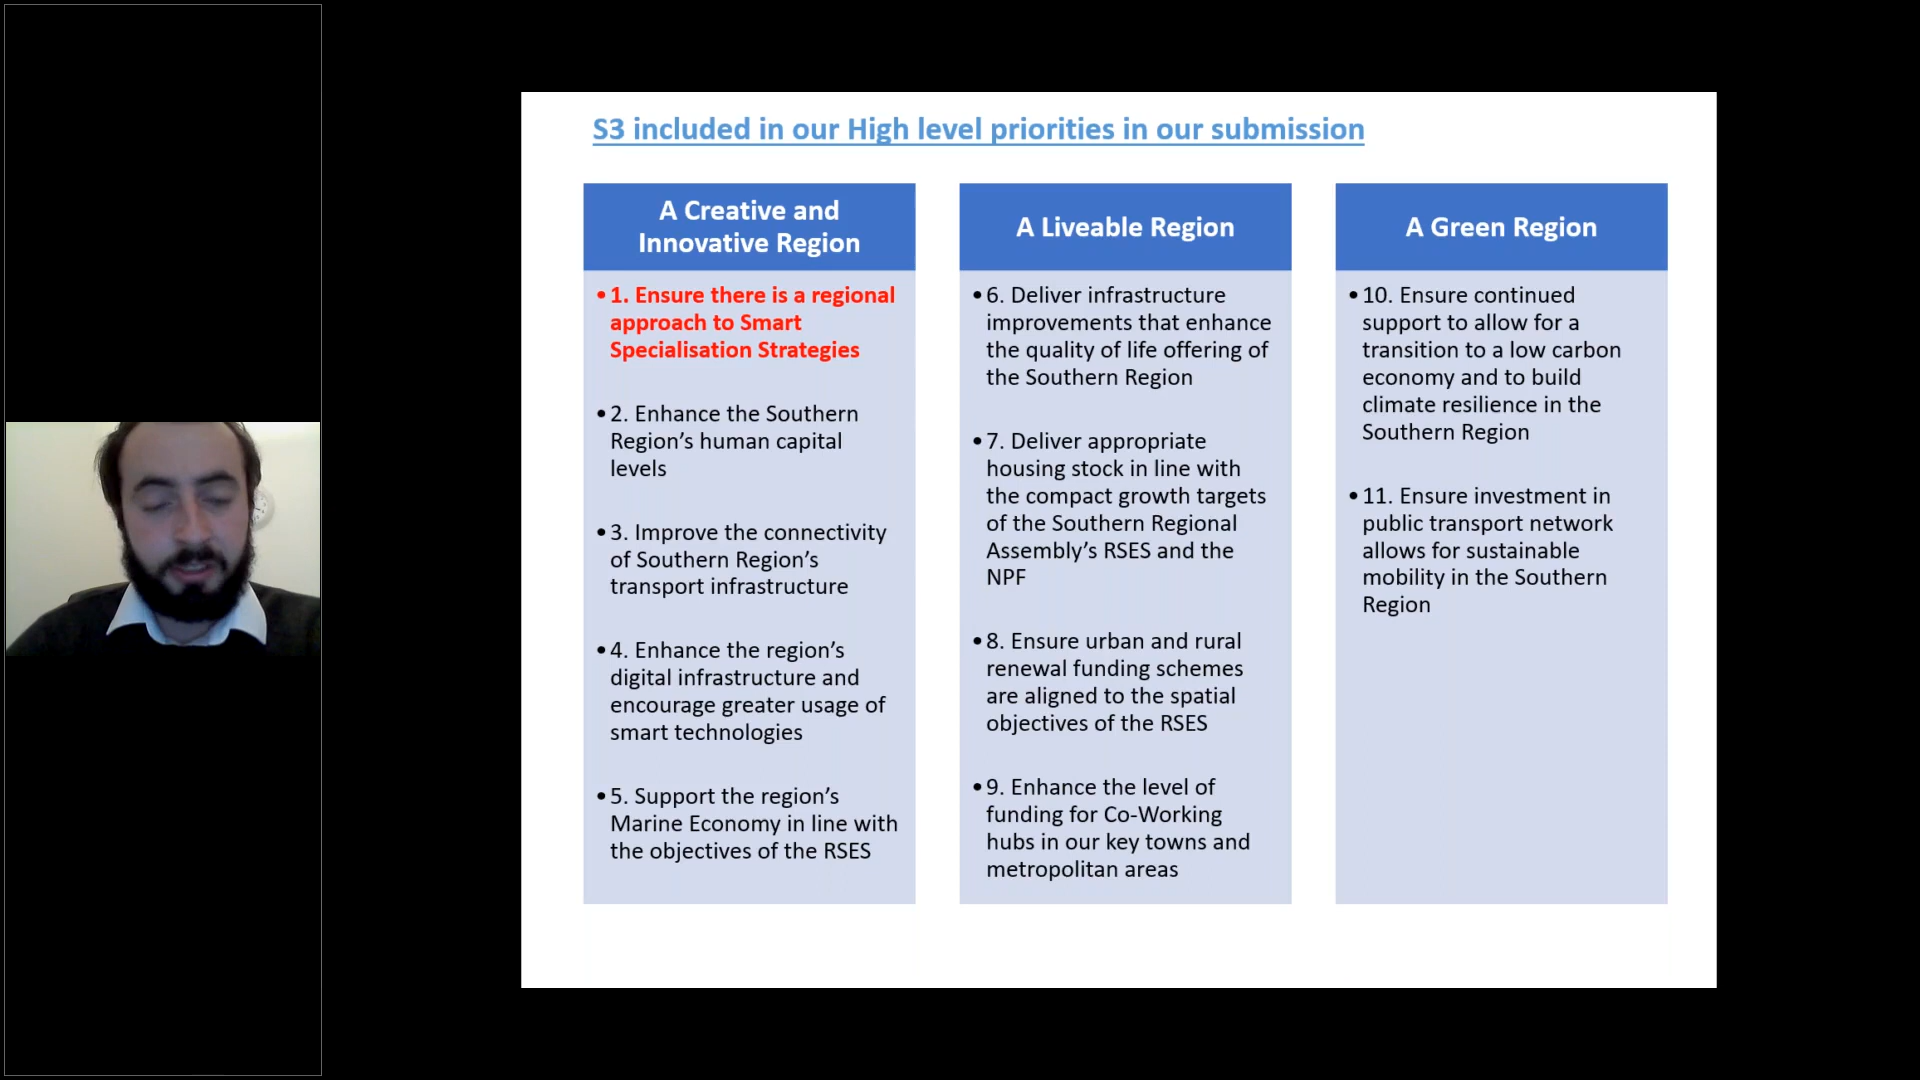 S3 included in our High level priorities in our submission
A Creative and
Innovative Region
• 1. Ensure there is a regional
approach to Smart
Specialisation Strategies
• 2. Enhance the Southern
Region’s human capital
levels
• 3. Improve the connectivity
of Southern Region’s
transport infrastructure
• 4. Enhance the region’s
digital infrastructure and
encourage greater usage of
smart technologies
• 5. Support the region’s
Marine Economy in line with
the objectives of the RSES
A Liveable Region
• 6. Deliver infrastructure
improvements that enhance
the quality of life offering of
the Southern Region
• 7. Deliver appropriate
housing stock in line with
the compact growth targets
of the Southern Regional
Assembly’s RSES and the
NPF
• 8. Ensure urban and rural
renewal funding schemes
are aligned to the spatial
objectives of the RSES
• 9. Enhance the level of
funding for Co-Working
hubs in our key towns and
metropolitan areas
A Green Region
• 10. Ensure continued
support to allow for a
transition to a low carbon
economy and to build
climate resilience in the
Southern Region
• 11. Ensure investment in
public transport network
allows for sustainable
mobility in the Southern
Region